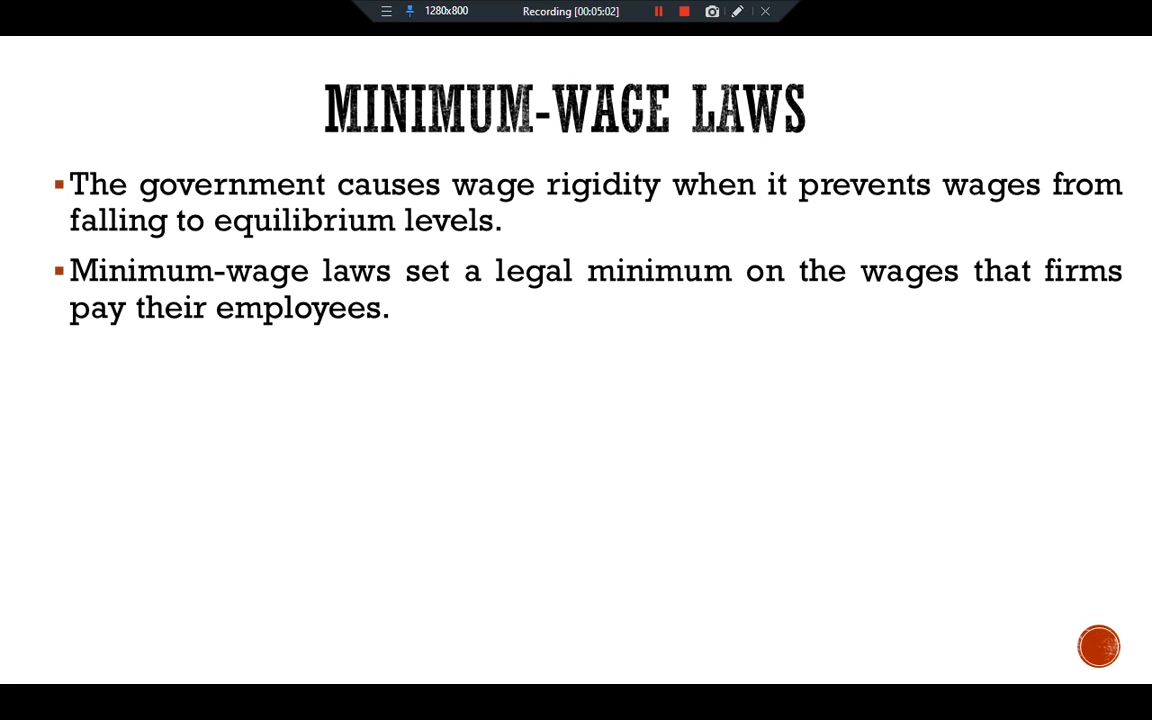 1280x800 Recording [00:05:02]
MINIMUM-WAGE LAWS
▪The government causes wage rigidity when it prevents wages from
falling to equilibrium levels.
▪Minimum-wage laws set a legal minimum on the wages that firms
pay their employees.